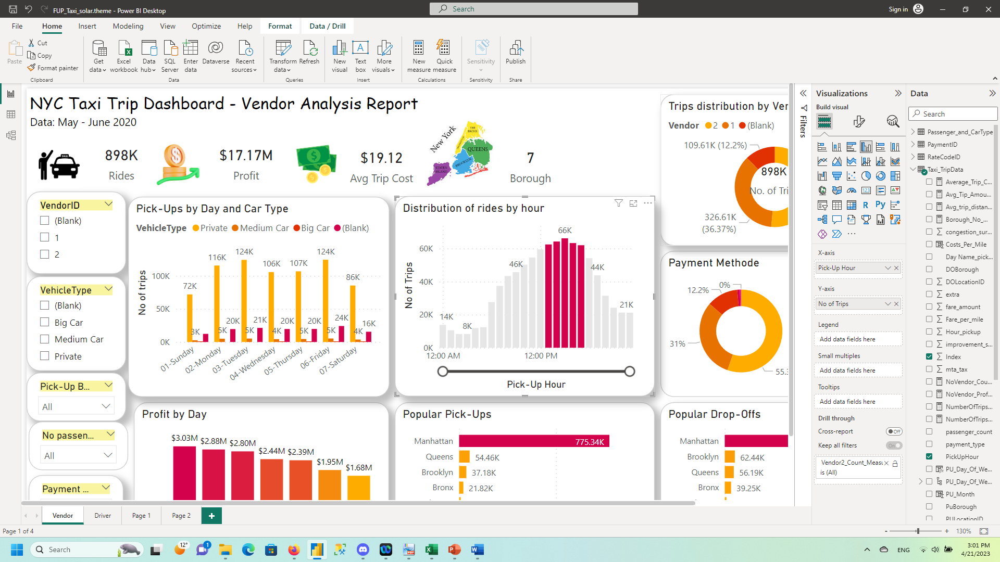 FUP_Taxi_solar.theme - Power BI Desktop
Search
Sign in
File
Home
Insert
Modeling
View
Optimize
Help
Format
Data / Drill
Paste
Cut
Copy
Format painter
Get data
Excel workbook
Data hub
SQL Server
Enter data
Dataverse
Recent sources
Transform data
Refresh
New visual
Text box
More visuals
New measure
Quick measure
Sensitivity
Publish
Clipboard
Data
Queries
Insert
Calculations
Sensitivity
Share
NYC Taxi Trip Dashboard - Vendor Analysis Report
Data: May - June 2020
898K
Rides
$17.17M
Profit
$19.12
Avg Trip Cost
New York
THE BRONX
QUEENS
BROOKLYN
STATEN ISLAND
7
Borough
VendorID
(Blank)
1
2
VehicleType
(Blank)
Big Car
Medium Car
Private
Pick-Up B...
All
No passen...
All
Payment ...
Pick-Ups by Day and Car Type
VehicleType
Private
Medium Car
Big Car
(Blank)
No of trips
100K
50K
0K
72K
116K
124K
106K
107K
124K
86K
3K
5K
20K
5K
21K
4K
20K
5K
20K
5K
24K
4K
16K
01-Sunday
02-Monday
03-Tuesday
04-Wednesday
05-Thursday
06-Friday
07-Saturday
Distribution of rides by hour
No of Trips
60K
40K
20K
0K
14K
8K
46K
66K
44K
21K
12:00 AM
12:00 PM
Pick-Up Hour
Trips distribution by Ver
Vendor
2
1
(Blank)
109.61K (12.2%)
898K
No. of Tri
326.61K
(36.37%)
Payment Methode
12.2%
0%
31%
55.3
Profit by Day
$3.03M
$2.88M
$2.80M
$2.44M
$2.39M
$1.95M
$1.68M
Popular Pick-Ups
Manhattan
775.34K
Queens
54.46K
Brooklyn
37.18K
Bronx
21.82K
Popular Drop-Offs
Manhattan
Brooklyn
62.44K
Queens
56.19K
Bronx
39.25K
Filters
Visualizations
Build visual
R
Py
123
X-axis
Pick-Up Hour
Y-axis
No of Trips
Legend
Add data fields here
Small multiples
Add data fields here
Tooltips
Add data fields here
Drill through
Cross-report
Off
Keep all filters
On
Vendor2_Count_Measu
is (All)
Data
Search
Passenger_and_CarType
PaymentID
RateCodeID
Taxi_TripData
Average_Trip_C...
Avg_Tip_Amou...
Avg_trip_distan...
Borough_No_...
congestion_sur...
Costs_Per_Mile
Day Name_pick...
DOBorough
DOLocationID
extra
fare_amount
Fare_per_mile
Hour_pickup
improvement_s...
Index
mta_tax
NoVendor_Cou...
NoVendor_Prof...
NumberOfTrips...
NumberOfTrips...
passenger_count
payment_type
PickUpHour
PU_Day_Of_We...
PU_Day_Of_We...
PU_Month
PuBorough
PULocationID
Vendor
Driver
Page 1
Page 2
Page 1 of 4
130%
Search
12°
1
ENG
3:01 PM
4/21/2023